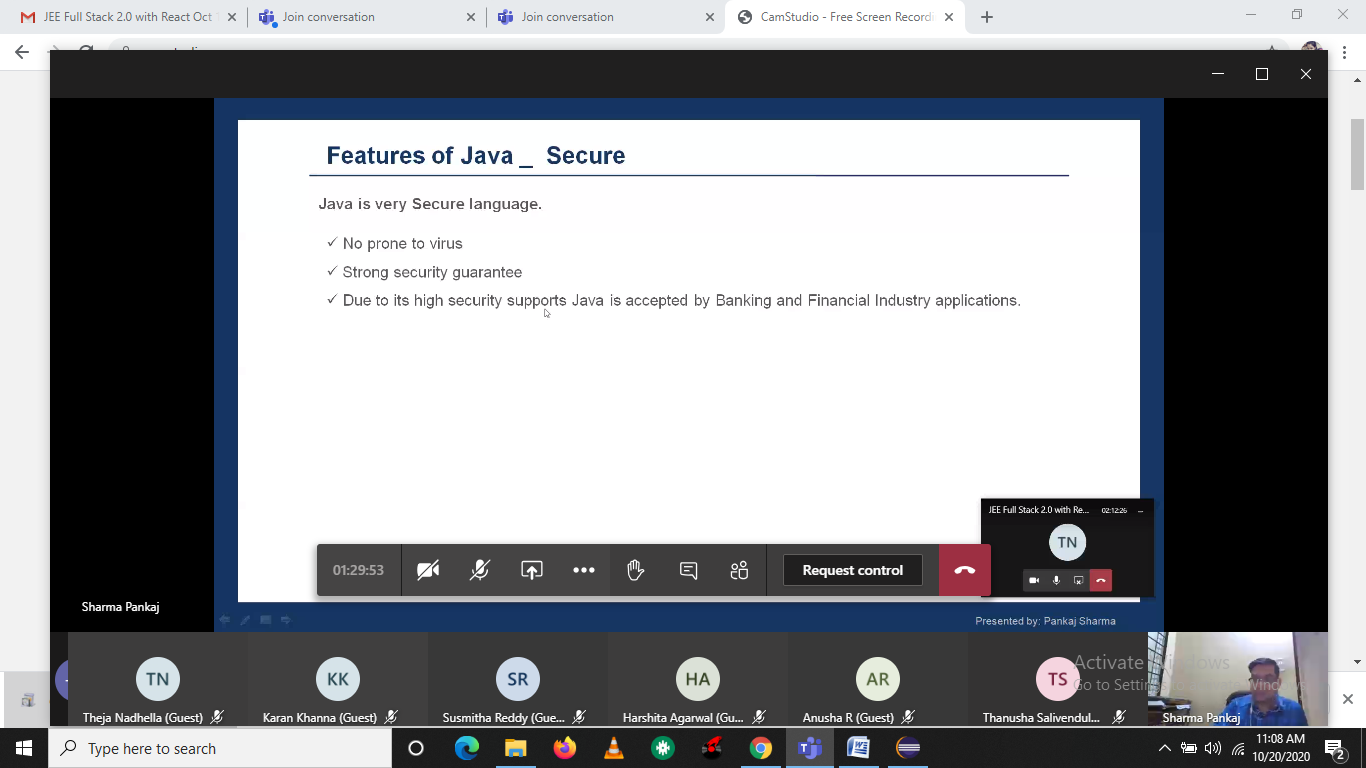 JEE Full Stack 2.0 with React Oct
Join conversation
Join conversation
CamStudio - Free Screen Recordi
Features of Java _ Secure
Java is very Secure language.
✓ No prone to virus
✓ Strong security guarantee
✓ Due to its high security supports Java is accepted by Banking and Financial Industry applications.
JEE Full Stack 2.0 with Re... 02:12:26
TN
01:29:53
Request control
Sharma Pankaj
Presented by: Pankaj Sharma
TN
KK
SR
HA
AR
TS
Activate Windows
Go to Settin
Theja Nadhella (Guest)
Karan Khanna (Guest)
Susmitha Reddy (Gue...
Harshita Agarwal (Gu...
Anusha R (Guest)
Thanusha Salivendul...
Sharma Pankaj
Type here to search
11:08 AM
10/20/2020
2